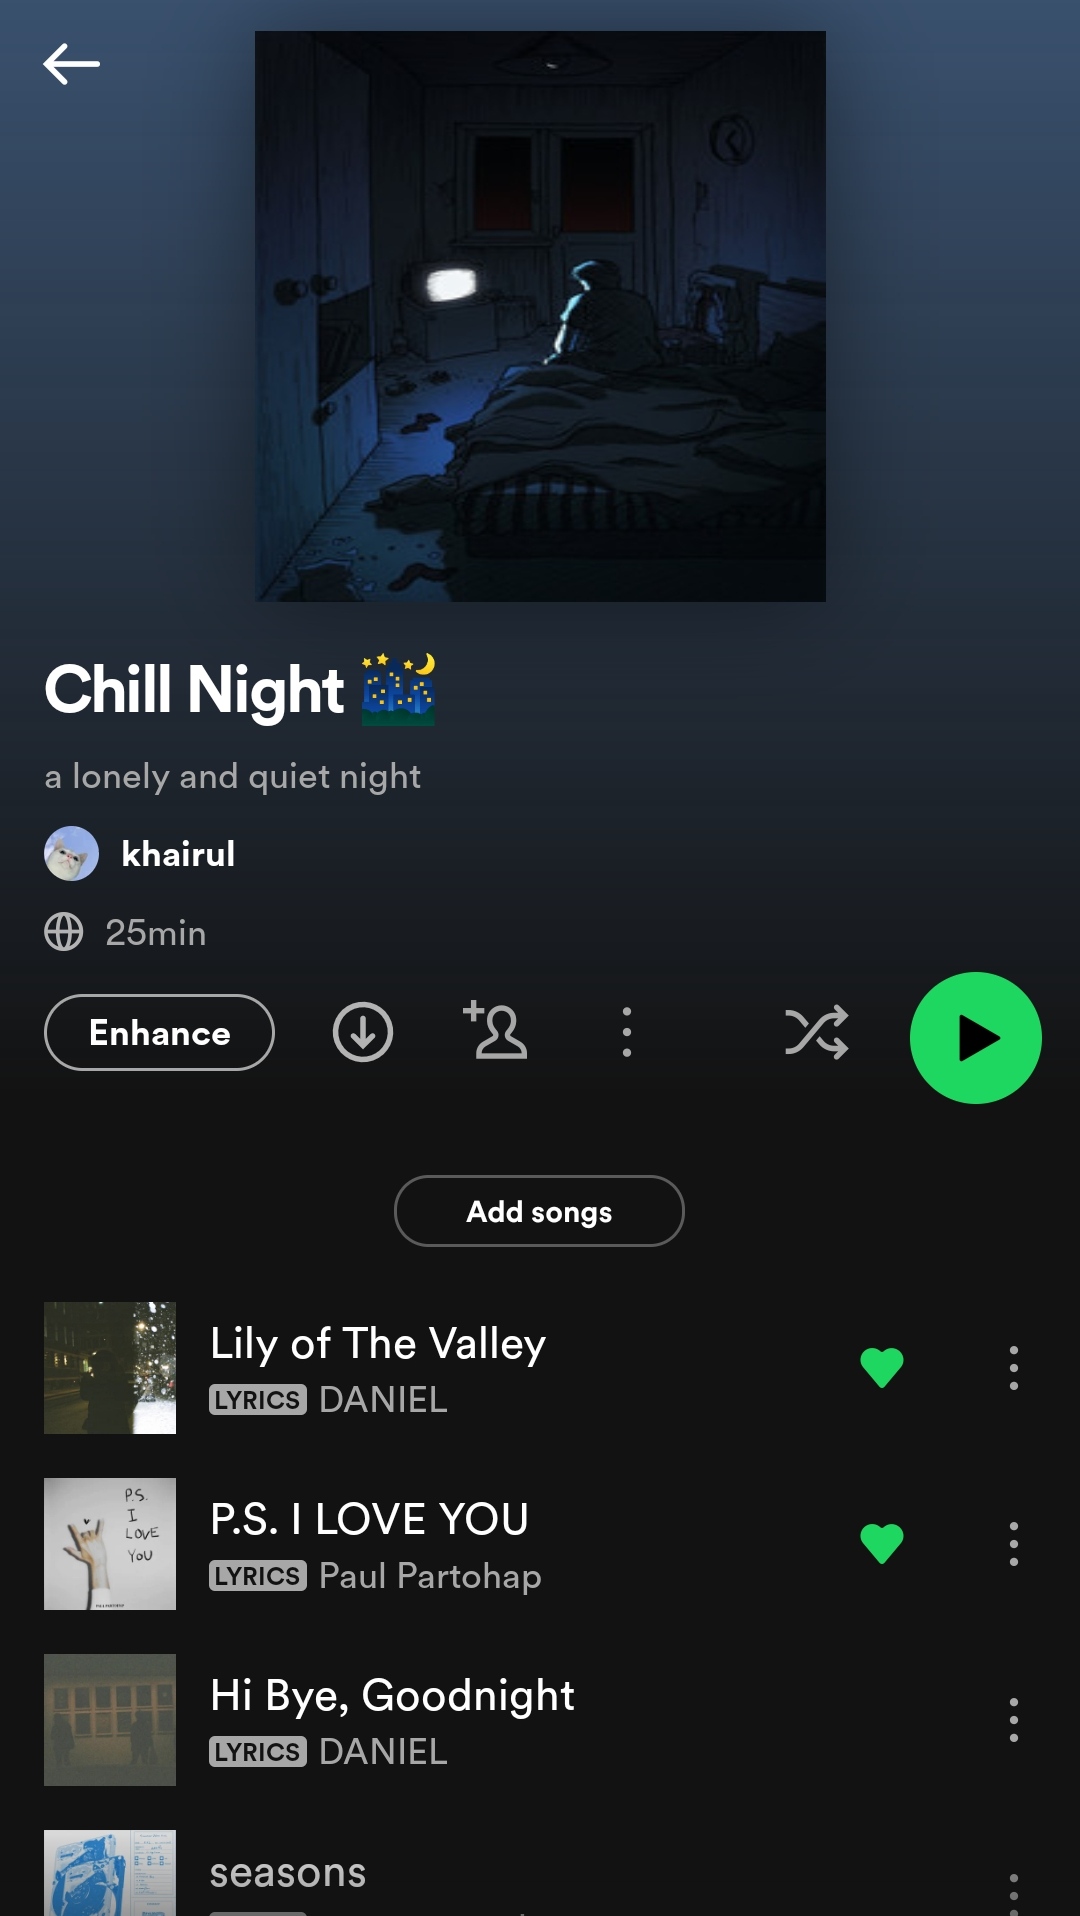 Chill Night
a lonely and quiet night
khairul
25min
Enhance
Add songs
Lily of The Valley
LYRICS DANIEL
P.S.
I
LOVE
YOU
P.S. I LOVE YOU
LYRICS Paul Partohap
Hi Bye, Goodnight
LYRICS DANIEL
seasons